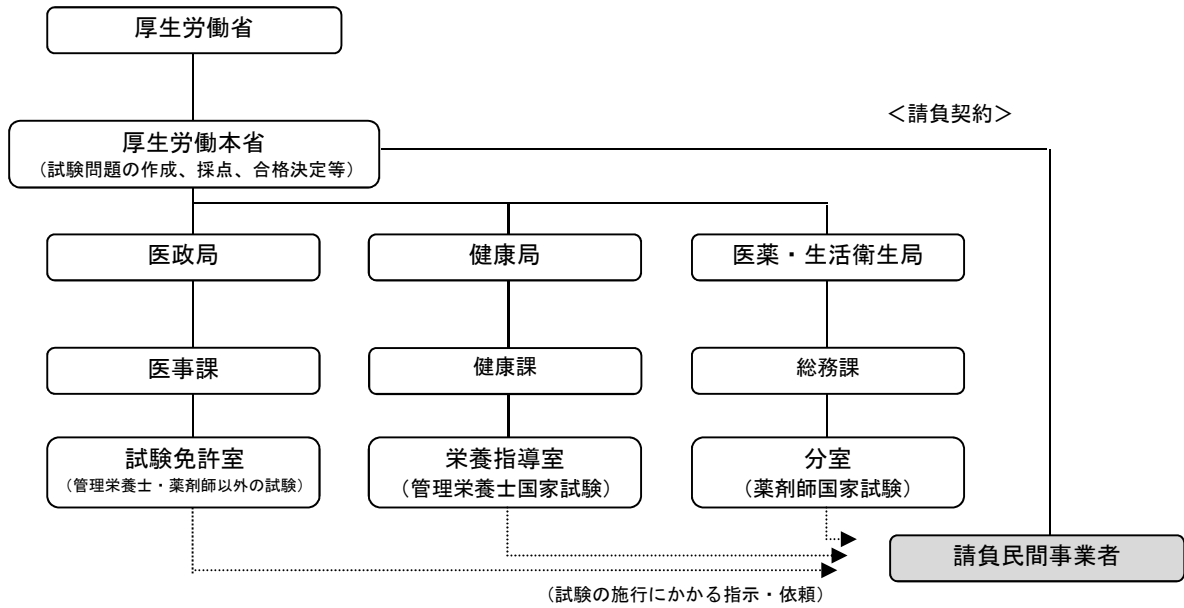 厚生労働省
＜請負契約＞
厚生労働本省
（試験問題の作成、採点、合格決定等）
医政局
健康局
医薬・生活衛生局
医事課
健康課
総務課
試験免許室
（管理栄養士・薬剤師以外の試験）
栄養指導室
（管理栄養士国家試験）
分室
（薬剤師国家試験）
請負民間事業者
（試験の施行にかかる指示・依頼）